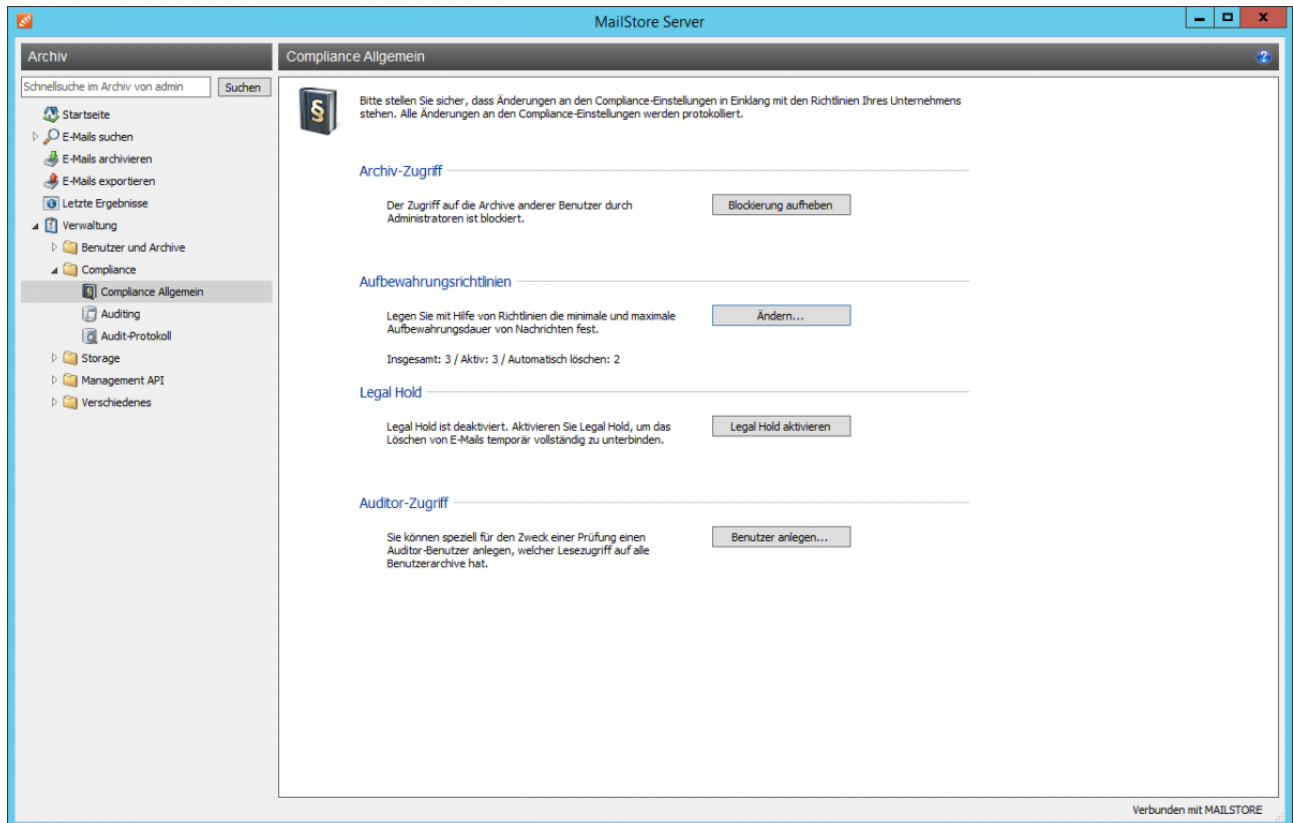 MailStore Server
Archiv
Compliance Allgemein
Schnellsuche im Archiv von admin
Suchen
Startseite
E-Mails suchen
E-Mails archivieren
E-Mails exportieren
Letzte Ergebnisse
Verwaltung
Benutzer und Archive
Compliance
Compliance Allgemein
Auditing
Audit-Protokoll
Storage
Management API
Verschiedenes
§
Bitte stellen Sie sicher, dass Änderungen an den Compliance-Einstellungen in Einklang mit den Richtlinien Ihres Unternehmens
stehen. Alle Änderungen an den Compliance-Einstellungen werden protokolliert.
Archiv-Zugriff
Der Zugriff auf die Archive anderer Benutzer durch
Administratoren ist blockiert.
Blockierung aufheben
Aufbewahrungsrichtlinien
Legen Sie mit Hilfe von Richtlinien die minimale und maximale
Aufbewahrungsdauer von Nachrichten fest.
Ändern...
Insgesamt: 3 / Aktiv: 3 / Automatisch löschen: 2
Legal Hold
Legal Hold ist deaktiviert. Aktivieren Sie Legal Hold, um das
Löschen von E-Mails temporär vollständig zu unterbinden.
Legal Hold aktivieren
Auditor-Zugriff
Sie können speziell für den Zweck einer Prüfung einen
Auditor-Benutzer anlegen, welcher Lesezugriff auf alle
Benutzerarchive hat.
Benutzer anlegen...
Verbunden mit MAILSTORE